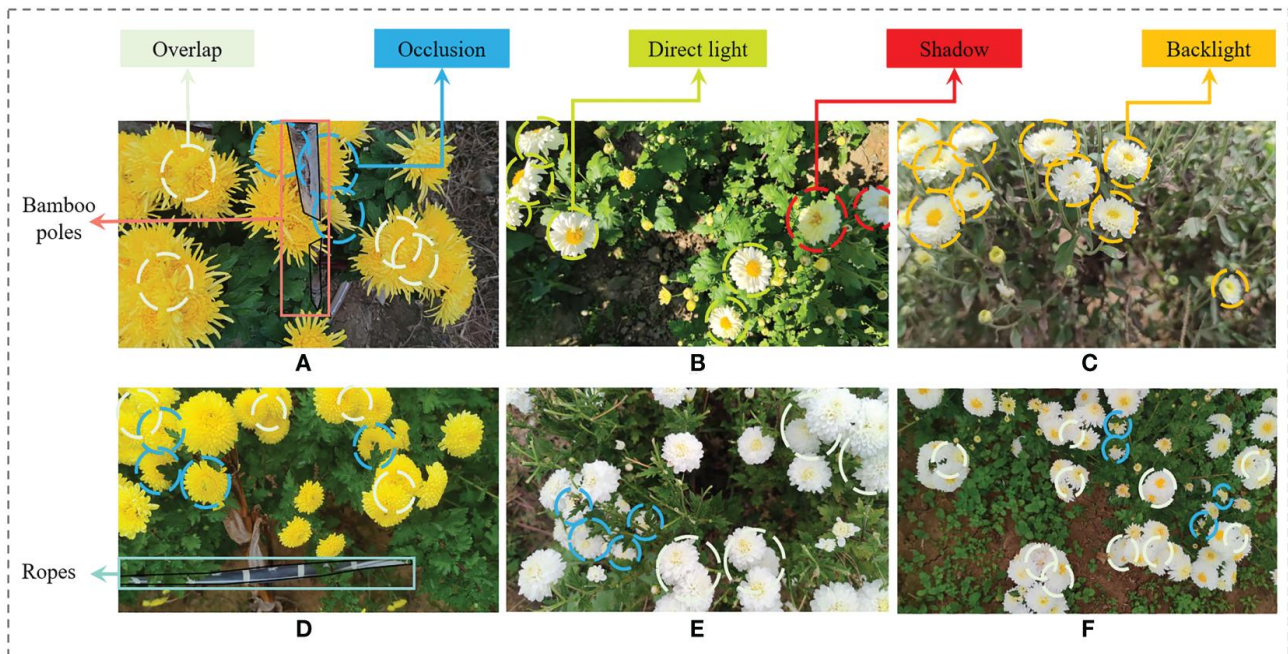 Overlap
Occlusion
Direct light
Shadow
Backlight
Bamboo
poles
A
B
C
Ropes
D
E
F